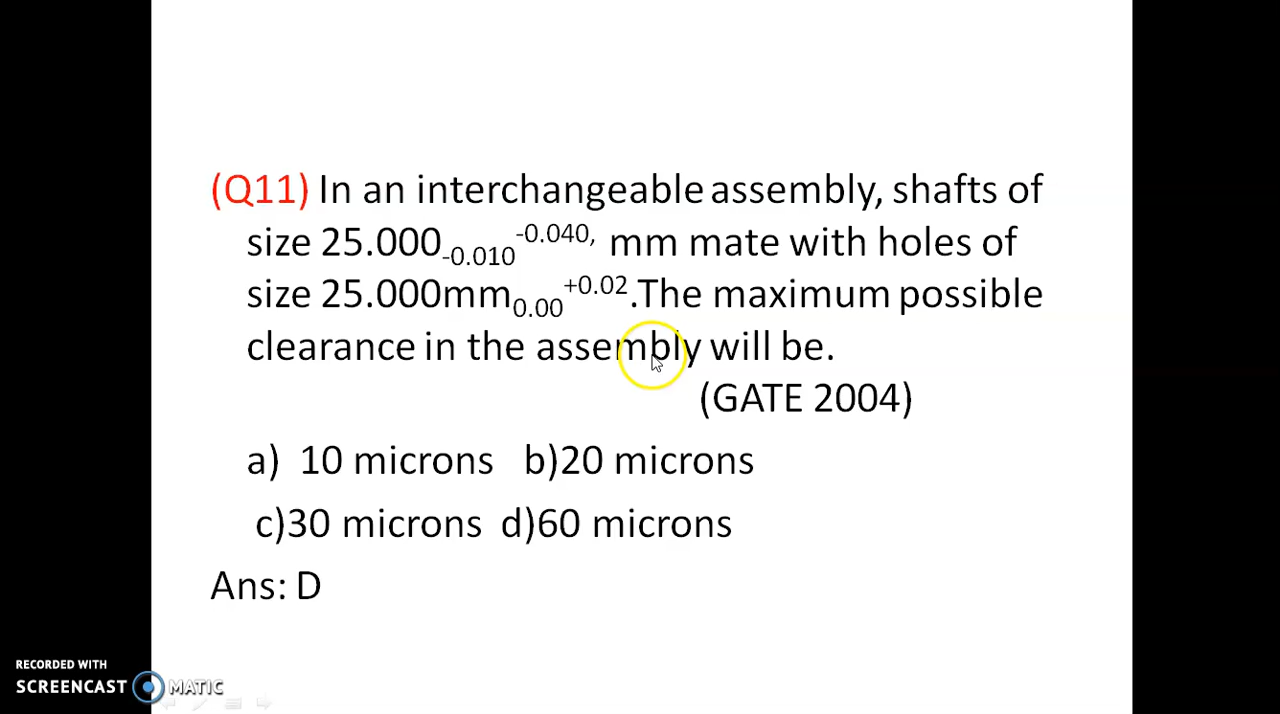 (Q11) In an interchangeable assembly, shafts of
size 25.000-0.010-0.040, mm mate with holes of
size 25.000mm0.00+0.02.The maximum possible
clearance in the assembly will be.
(GATE 2004)
a) 10 microns b)20 microns
c)30 microns d)60 microns
Ans: D
RECORDED WITH
SCREENCAST MATIC